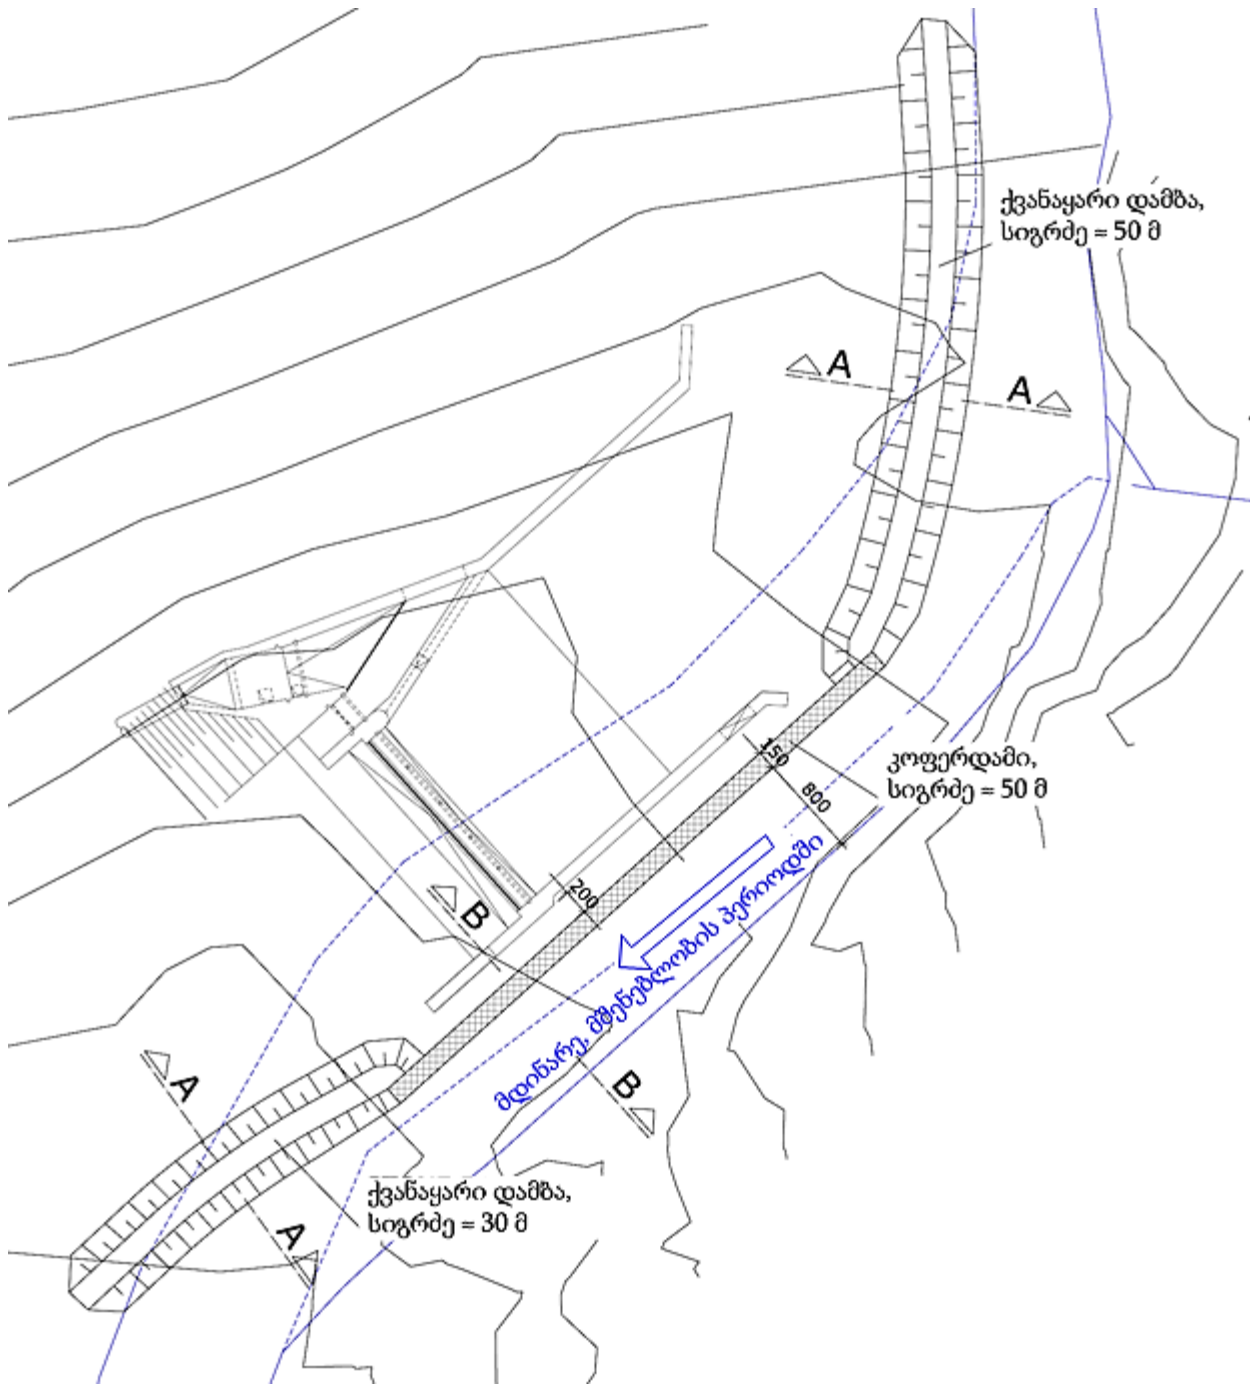 ქვანაყარი დამბა,
სიგრძე = 50 მ
A
A
კოფერდამი,
სიგრძე = 50 მ
150
800
200
მდინარე, მშენებლობის პერიოდში
B
B
A
A
ქვანაყარი დამბა,
სიგრძე = 30 მ